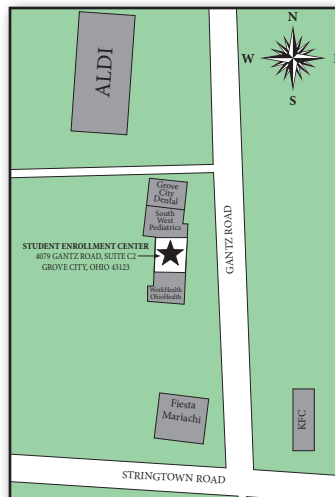 ALDI
N
W
S
Grove
City
Dental
South
West
Pediatrics
STUDENT ENROLLMENT CENTER
4079 GANTZ ROAD, SUITE C2
GROVE CITY, OHIO 43123
WorkHealth
OhioHealth
GANTZ ROAD
Fiesta
Mariachi
KFC
STRINGTOWN ROAD